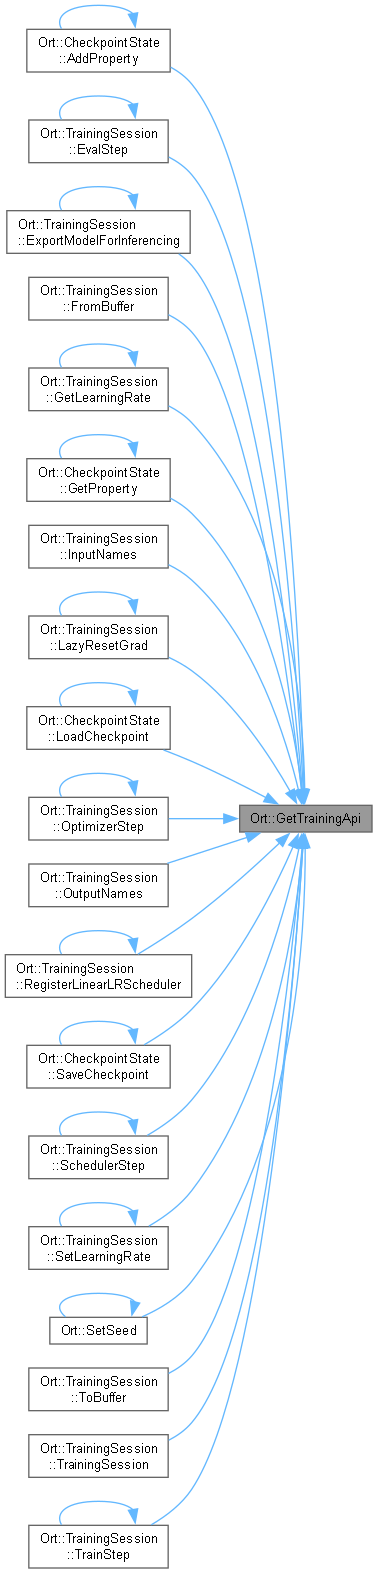 Ort::CheckpointState
::AddProperty
Ort::TrainingSession
::EvalStep
Ort::TrainingSession
::ExportModelForInferencing
Ort::TrainingSession
::FromBuffer
Ort::TrainingSession
::GetLearningRate
Ort::CheckpointState
::GetProperty
Ort::TrainingSession
::InputNames
Ort::TrainingSession
::LazyResetGrad
Ort::CheckpointState
::LoadCheckpoint
Ort::TrainingSession
::OptimizerStep
Ort::GetTrainingApi
Ort::TrainingSession
::OutputNames
Ort::TrainingSession
::RegisterLinearLRScheduler
Ort::CheckpointState
::SaveCheckpoint
Ort::TrainingSession
::SchedulerStep
Ort::TrainingSession
::SetLearningRate
Ort::SetSeed
Ort::TrainingSession
::ToBuffer
Ort::TrainingSession
::TrainingSession
Ort::TrainingSession
::TrainStep